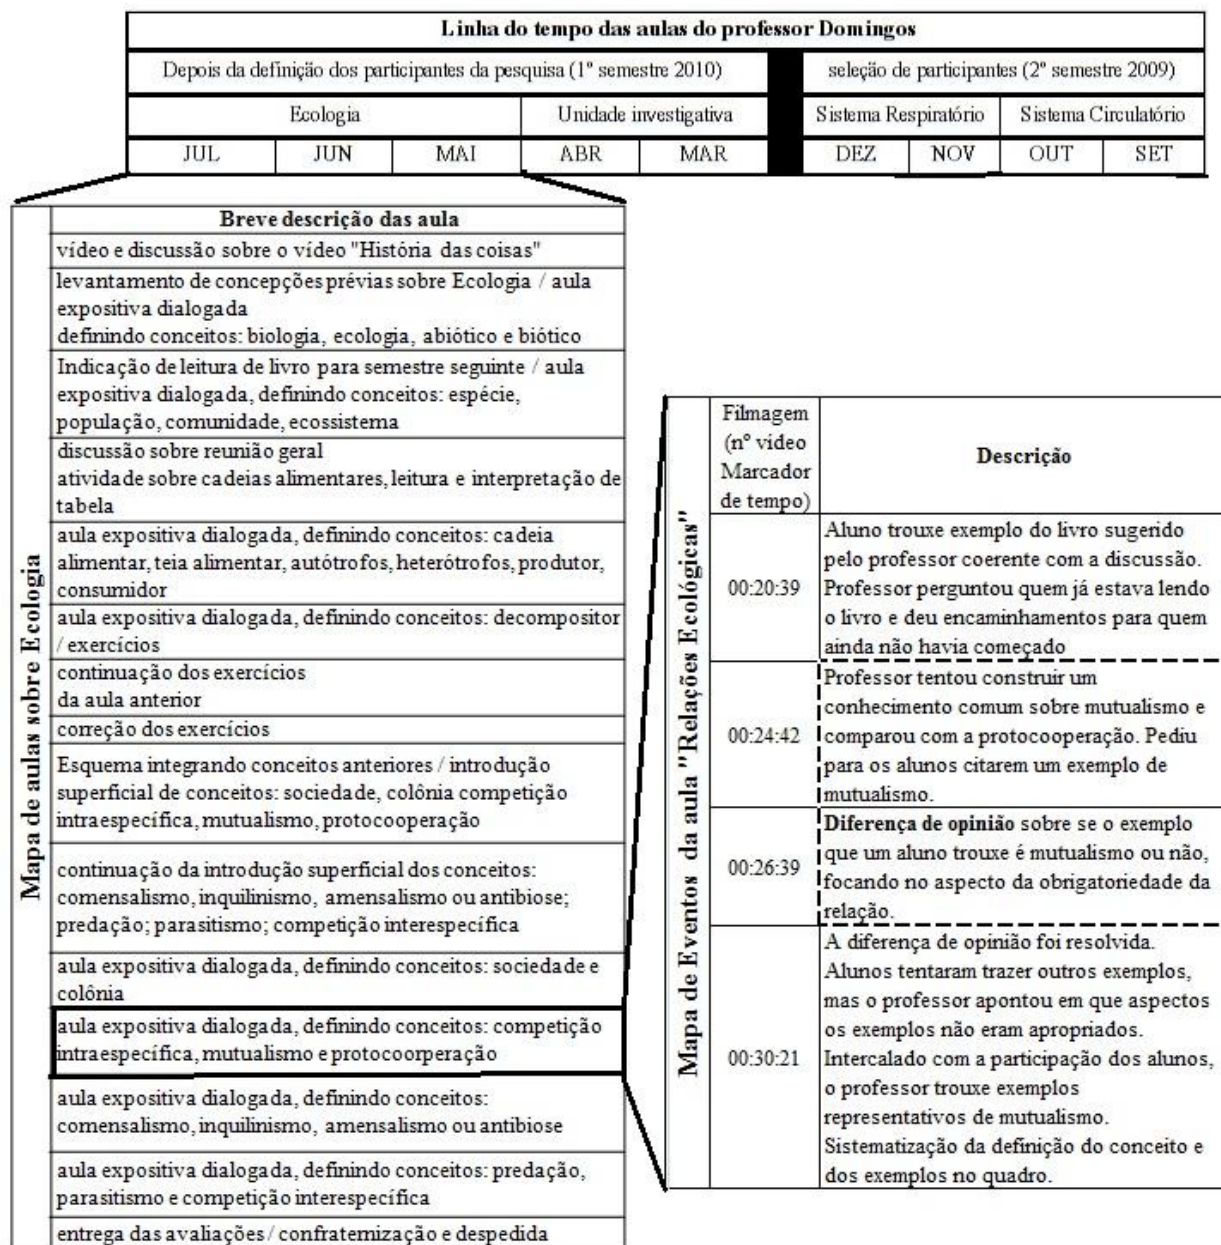 Linha do tempo das aulas do professor Domingos
Depois da definição dos participantes da pesquisa (1º semestre 2010)
seleção de participantes (2º semestre 2009)
Ecologia
Unidade investigativa
Sistema Respiratório
Sistema Circulatório
JUL
JUN
MAI
ABR
MAR
DEZ
NOV
OUT
SET
Mapa de aulas sobre Ecologia
Breve descrição das aula
vídeo e discussão sobre o vídeo "História das coisas"
levantamento de concepções prévias sobre Ecologia / aula
expositiva dialogada
definindo conceitos: biologia, ecologia, abiótico e biótico
Indicação de leitura de livro para semestre seguinte / aula
expositiva dialogada, definindo conceitos: espécie,
população, comunidade, ecossistema
discussão sobre reunião geral
atividade sobre cadeias alimentares, leitura e interpretação de
tabela
aula expositiva dialogada, definindo conceitos: cadeia
alimentar, teia alimentar, autótrofos, heterótrofos, produtor,
consumidor
aula expositiva dialogada, definindo conceitos: decompositor
/ exercícios
continuação dos exercícios
da aula anterior
correção dos exercícios
Esquema integrando conceitos anteriores / introdução
superficial de conceitos: sociedade, colônia competição
intraespecífica, mutualismo, protocooperação
continuação da introdução superficial dos conceitos:
comensalismo, inquilinismo, amensalismo ou antibiose;
predação; parasitismo; competição interespecífica
aula expositiva dialogada, definindo conceitos: sociedade e
colônia
aula expositiva dialogada, definindo conceitos: competição
intraespecífica, mutualismo e protocoorperação
aula expositiva dialogada, definindo conceitos:
comensalismo, inquilinismo, amensalismo ou antibiose
aula expositiva dialogada, definindo conceitos: predação,
parasitismo e competição interespecífica
entrega das avaliações / confraternização e despedida
Mapa de Eventos da aula "Relações Ecológicas"
Filmagem
(nº vídeo
Marcador
de tempo)
Descrição
00:20:39
Aluno trouxe exemplo do livro sugerido
pelo professor coerente com a discussão.
Professor perguntou quem já estava lendo
o livro e deu encaminhamentos para quem
ainda não havia começado
00:24:42
Professor tentou construir um
conhecimento comum sobre mutualismo e
comparou com a protocooperação. Pediu
para os alunos citarem um exemplo de
mutualismo.
00:26:39
Diferença de opinião sobre se o exemplo
que um aluno trouxe é mutualismo ou não,
focando no aspecto da obrigatoriedade da
relação.
00:30:21
A diferença de opinião foi resolvida.
Alunos tentaram trazer outros exemplos,
mas o professor apontou em que aspectos
os exemplos não eram apropriados.
Intercalado com a participação dos alunos,
o professor trouxe exemplos
representativos de mutualismo.
Sistematização da definição do conceito e
dos exemplos no quadro.